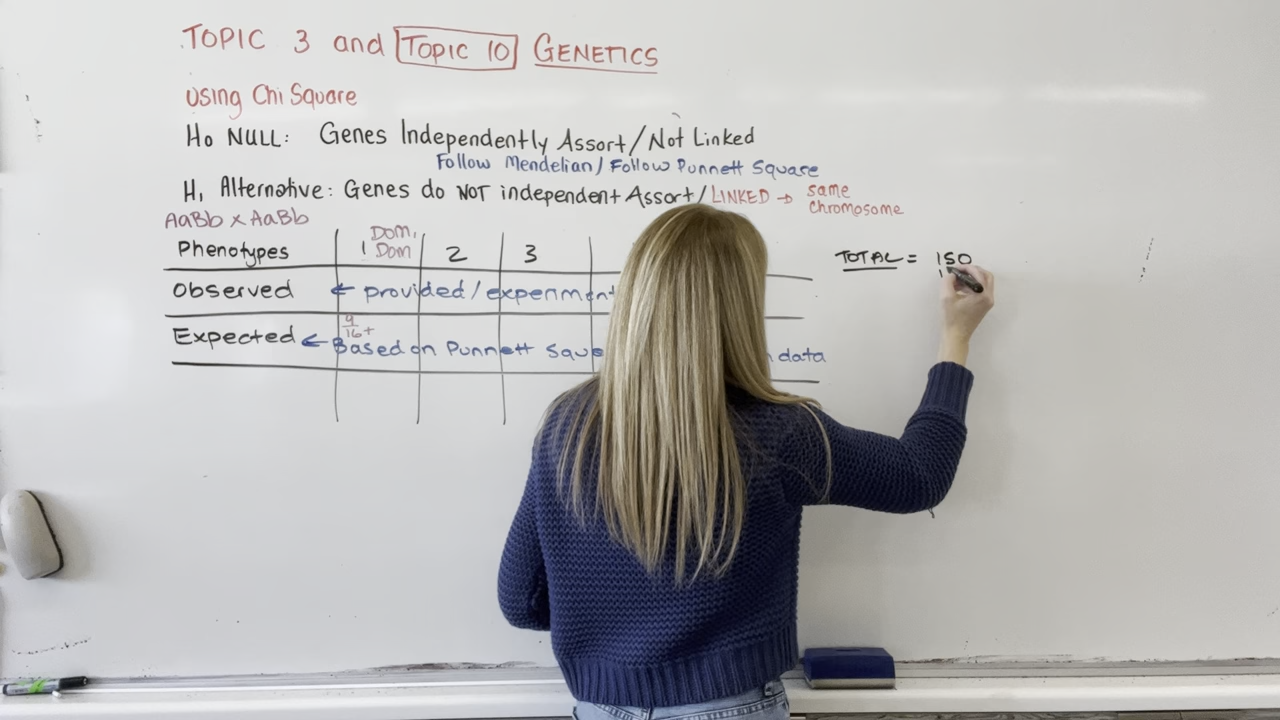 TOPIC 3 and Topic 10 GENETICS
using Chi Square
Ho NULL: Genes Independently Assort/Not Linked
Follow Mendelian/Follow Punnett Square
H, Alternative: Genes do NOT independent Assort/LINKED → same chromosome
AaBb x AaBb
Phenotypes 1 Dom, Dom 2 3
TOTAL = 150
Observed ← provided/experiment
9/16+
Expected ← Based on Punnett data